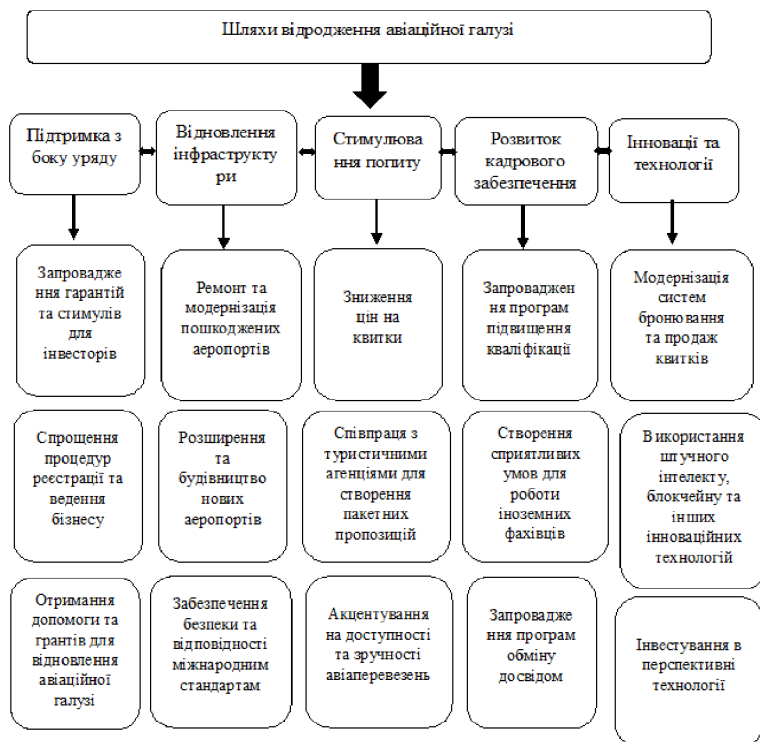 Шляхи відродження авіаційної галузі
Підтримка з
боку уряду
Відновлення
інфраструкту
ри
Стимулюва
ння попиту
Розвиток
кадрового
забезпечення
Інновації та
технології
Запровадже
ння гарантій
та стимулів
для
інвесторів
Ремонт та
модернізація
пошкоджених
аеропортів
Зниження
цін на
квитки
Запроваджен
ня програм
підвищення
кваліфікації
Модернізація
систем
бронювання
та продаж
квитків
Спрощення
процедур
реєстрації та
ведення
бізнесу
Розширення
та
будівництво
нових
аеропортів
Співпраця з
туристичними
агенціями для
створення
пакетних
пропозицій
Створення
сприятливих
умов для
роботи
іноземних
фахівців
Використання
штучного
інтелекту,
блокчейну та
інших
інноваційних
технологій
Отримання
допомоги та
грантів для
відновлення
авіаційної
галузі
Забезпечення
безпеки та
відповідності
міжнародним
стандартам
Акцентування
на доступності
та зручності
авіаперевезень
Запровадже
ння програм
обміну
досвідом
Інвестування в
перспективні
технології